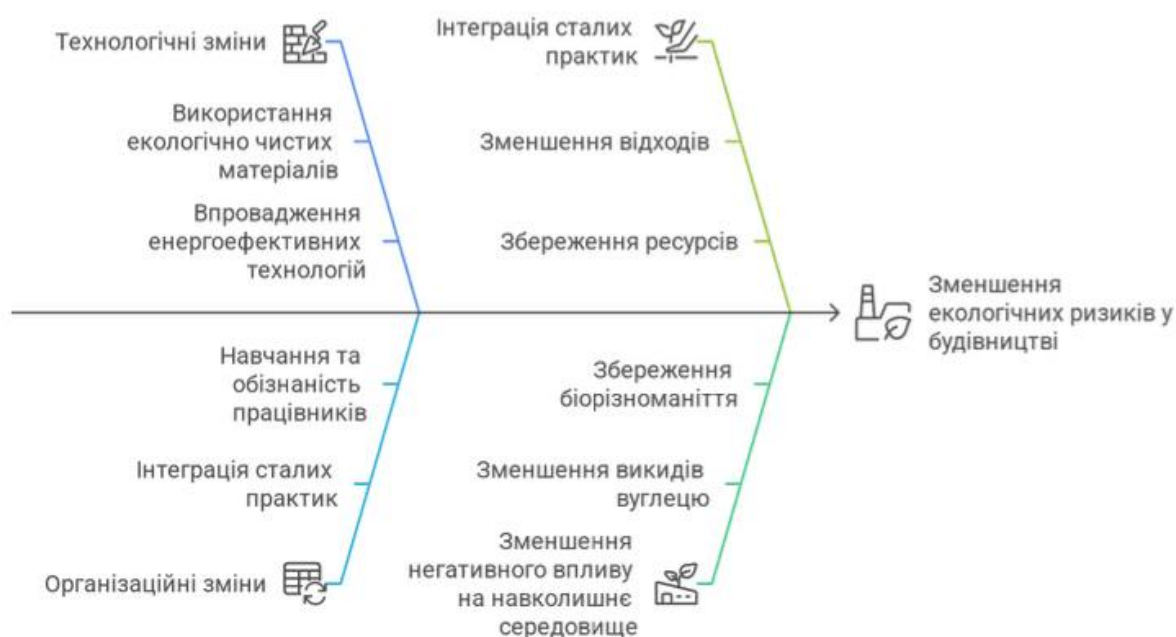 Технологічні зміни
Використання
екологічно чистих
матеріалів
Впровадження
енергоефективних
технологій
Інтеграція сталих
практик
Зменшення відходів
Збереження ресурсів
Зменшення
екологічних ризиків у
будівництві
Навчання та
обізнаність
працівників
Інтеграція сталих
практик
Організаційні зміни
Збереження
біорізноманіття
Зменшення викидів
вуглецю
Зменшення
негативного впливу
на навколишнє
середовище